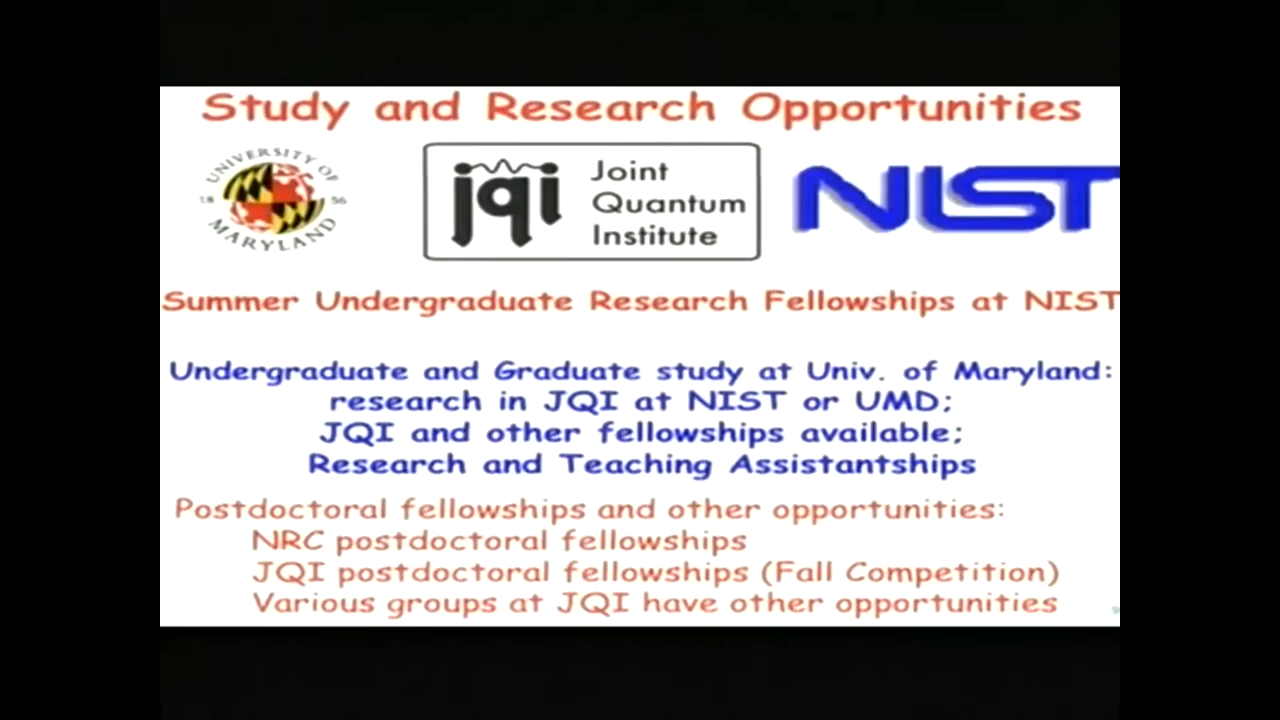 Study and Research Opportunities
UNIVERSITY OF
18 56
MARYLAND
jqi
Joint
Quantum
Institute
NIST
Summer Undergraduate Research Fellowships at NIST
Undergraduate and Graduate study at Univ. of Maryland:
research in JQI at NIST or UMD;
JQI and other fellowships available;
Research and Teaching Assistantships
Postdoctoral fellowships and other opportunities:
NRC postdoctoral fellowships
JQI postdoctoral fellowships (Fall Competition)
Various groups at JQI have other opportunities